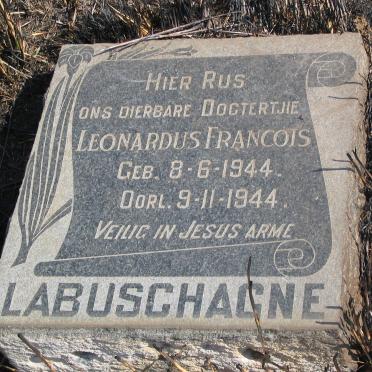 HIER RUS
ONS DIERBARE DOGTERTJIE
LEONARDUS FRANCOIS
GEB. 8-6-1944.
OORL. 9-11-1944.
VEILIG IN JESUS ARME
LABUSCHAGNE